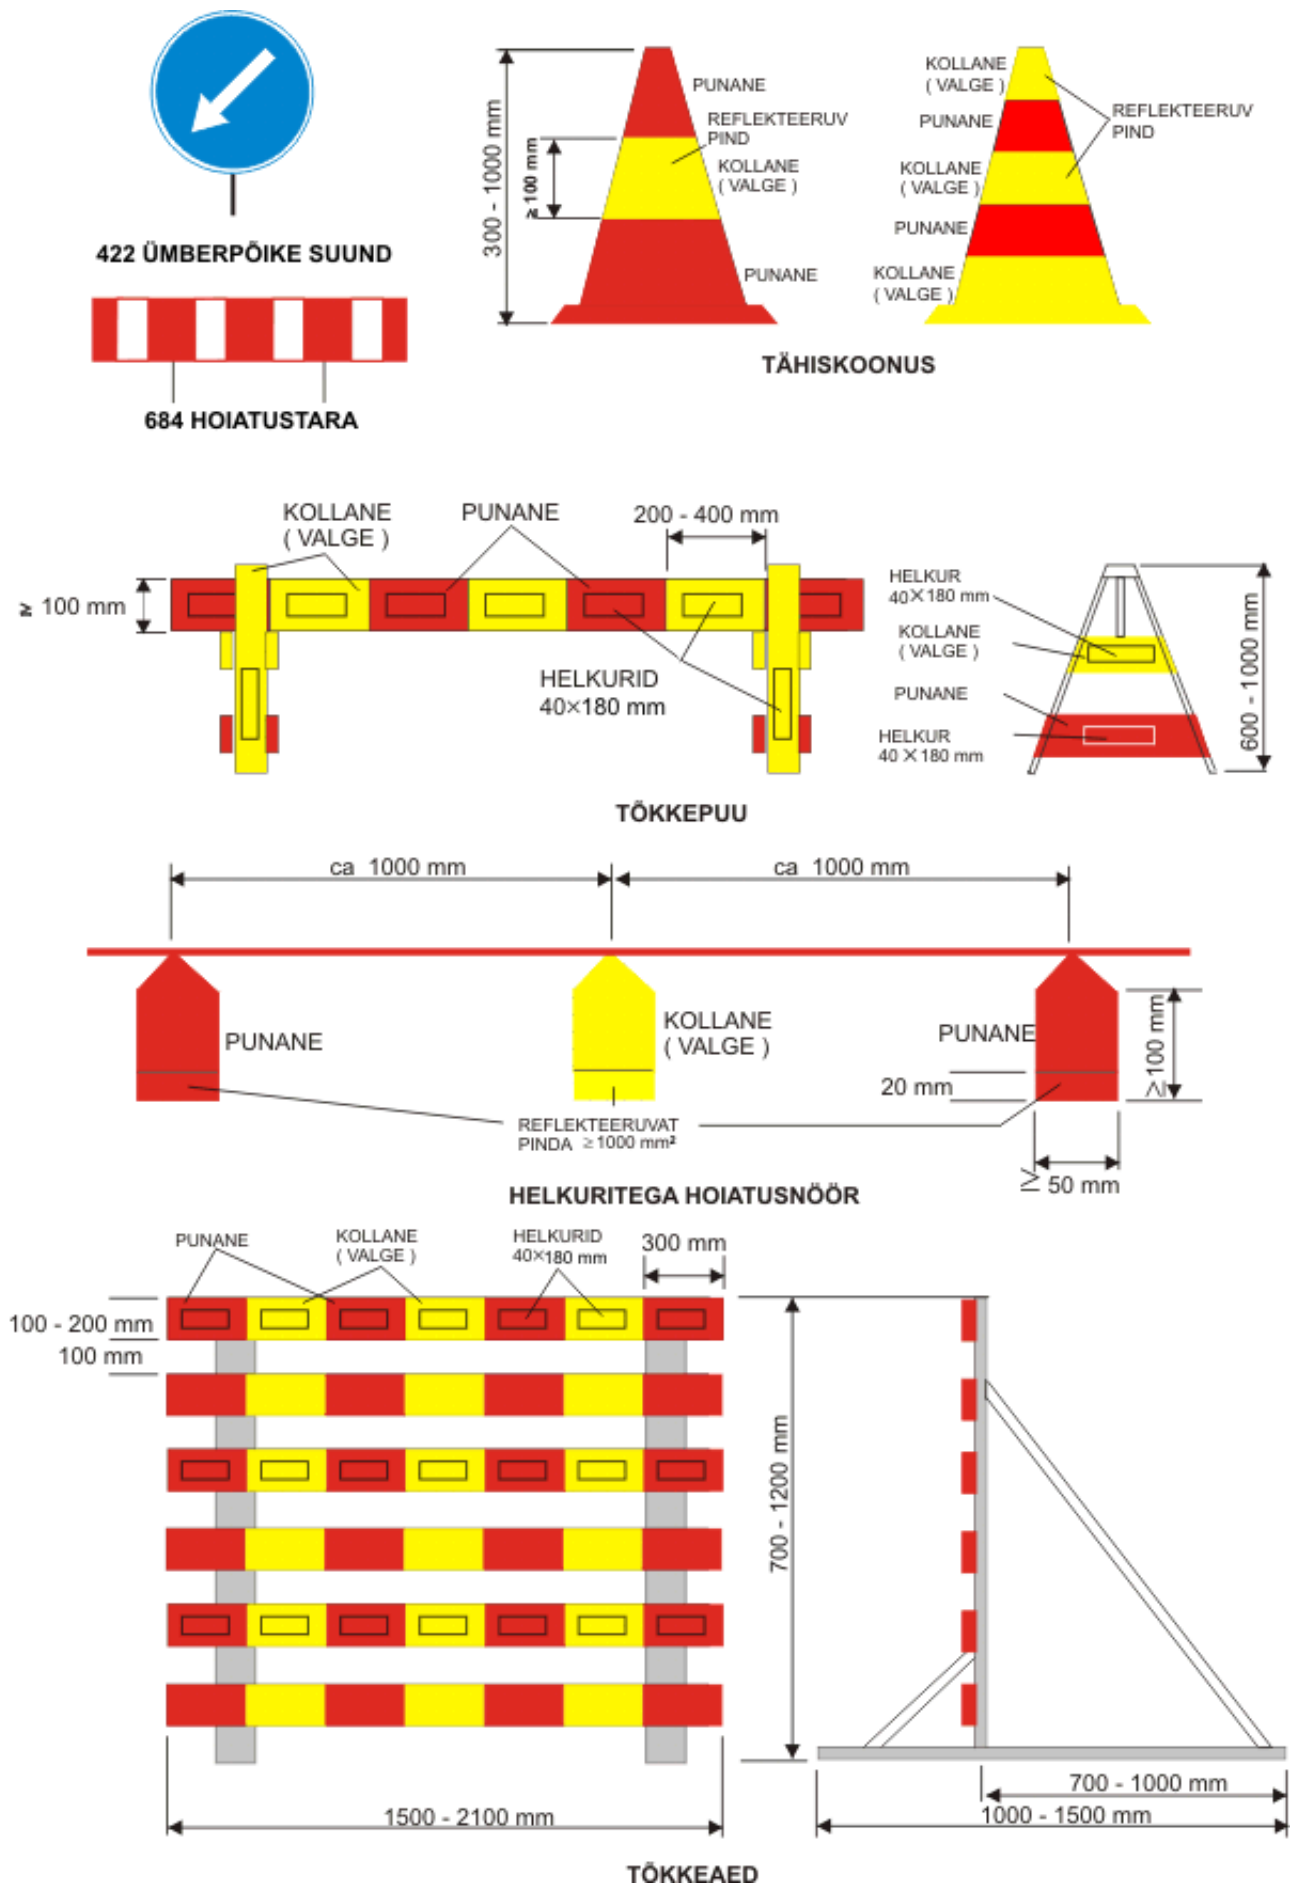 422 ÜMBERPÕIKE SUUND
684 HOIATUSTARA
300 - 1000 mm
≥ 100 mm
PUNANE
REFLEKTEERUV
PIND
KOLLANE
( VALGE )
PUNANE
KOLLANE
( VALGE )
PUNANE
KOLLANE
( VALGE )
PUNANE
KOLLANE
( VALGE )
REFLEKTEERUV
PIND
TÄHISKOONUS
KOLLANE
( VALGE )
PUNANE
200 - 400 mm
≥ 100 mm
HELKURID
40×180 mm
HELKUR
40×180 mm
KOLLANE
( VALGE )
PUNANE
HELKUR
40 × 180 mm
600 - 1000 mm
TÕKKEPUU
ca 1000 mm
ca 1000 mm
PUNANE
KOLLANE
( VALGE )
PUNANE
20 mm
≥100 mm
REFLEKTEERUVAT
PINDA ≥ 1000 mm²
≥ 50 mm
HELKURITEGA HOIATUSNÖÖR
PUNANE
KOLLANE
( VALGE )
HELKURID
40×180 mm
300 mm
100 - 200 mm
100 mm
700 - 1200 mm
1500 - 2100 mm
700 - 1000 mm
1000 - 1500 mm
TÕKKEAED